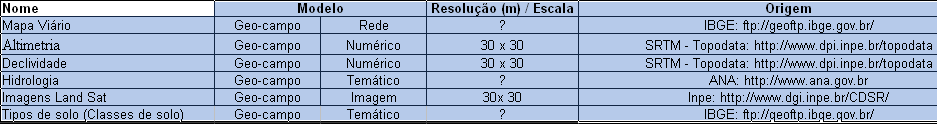 Nome Modelo Resolução (m) / Escala Origem
Mapa Viário Geo-campo Rede ? IBGE: ftp://geoftp.ibge.gov.br/
Altimetria Geo-campo Numérico 30 x 30 SRTM - Topodata: http://www.dpi.inpe.br/topodata
Declividade Geo-campo Numérico 30 x 30 SRTM - Topodata: http://www.dpi.inpe.br/topodata
Hidrologia Geo-campo Temático ? ANA: http://www.ana.gov.br
Imagens Land Sat Geo-campo Imagem 30x 30 Inpe: http://www.dgi.inpe.br/CDSR/
Tipos de solo (Classes de solo) Geo-campo Temático ? IBGE: ftp://geoftp.ibge.gov.br/